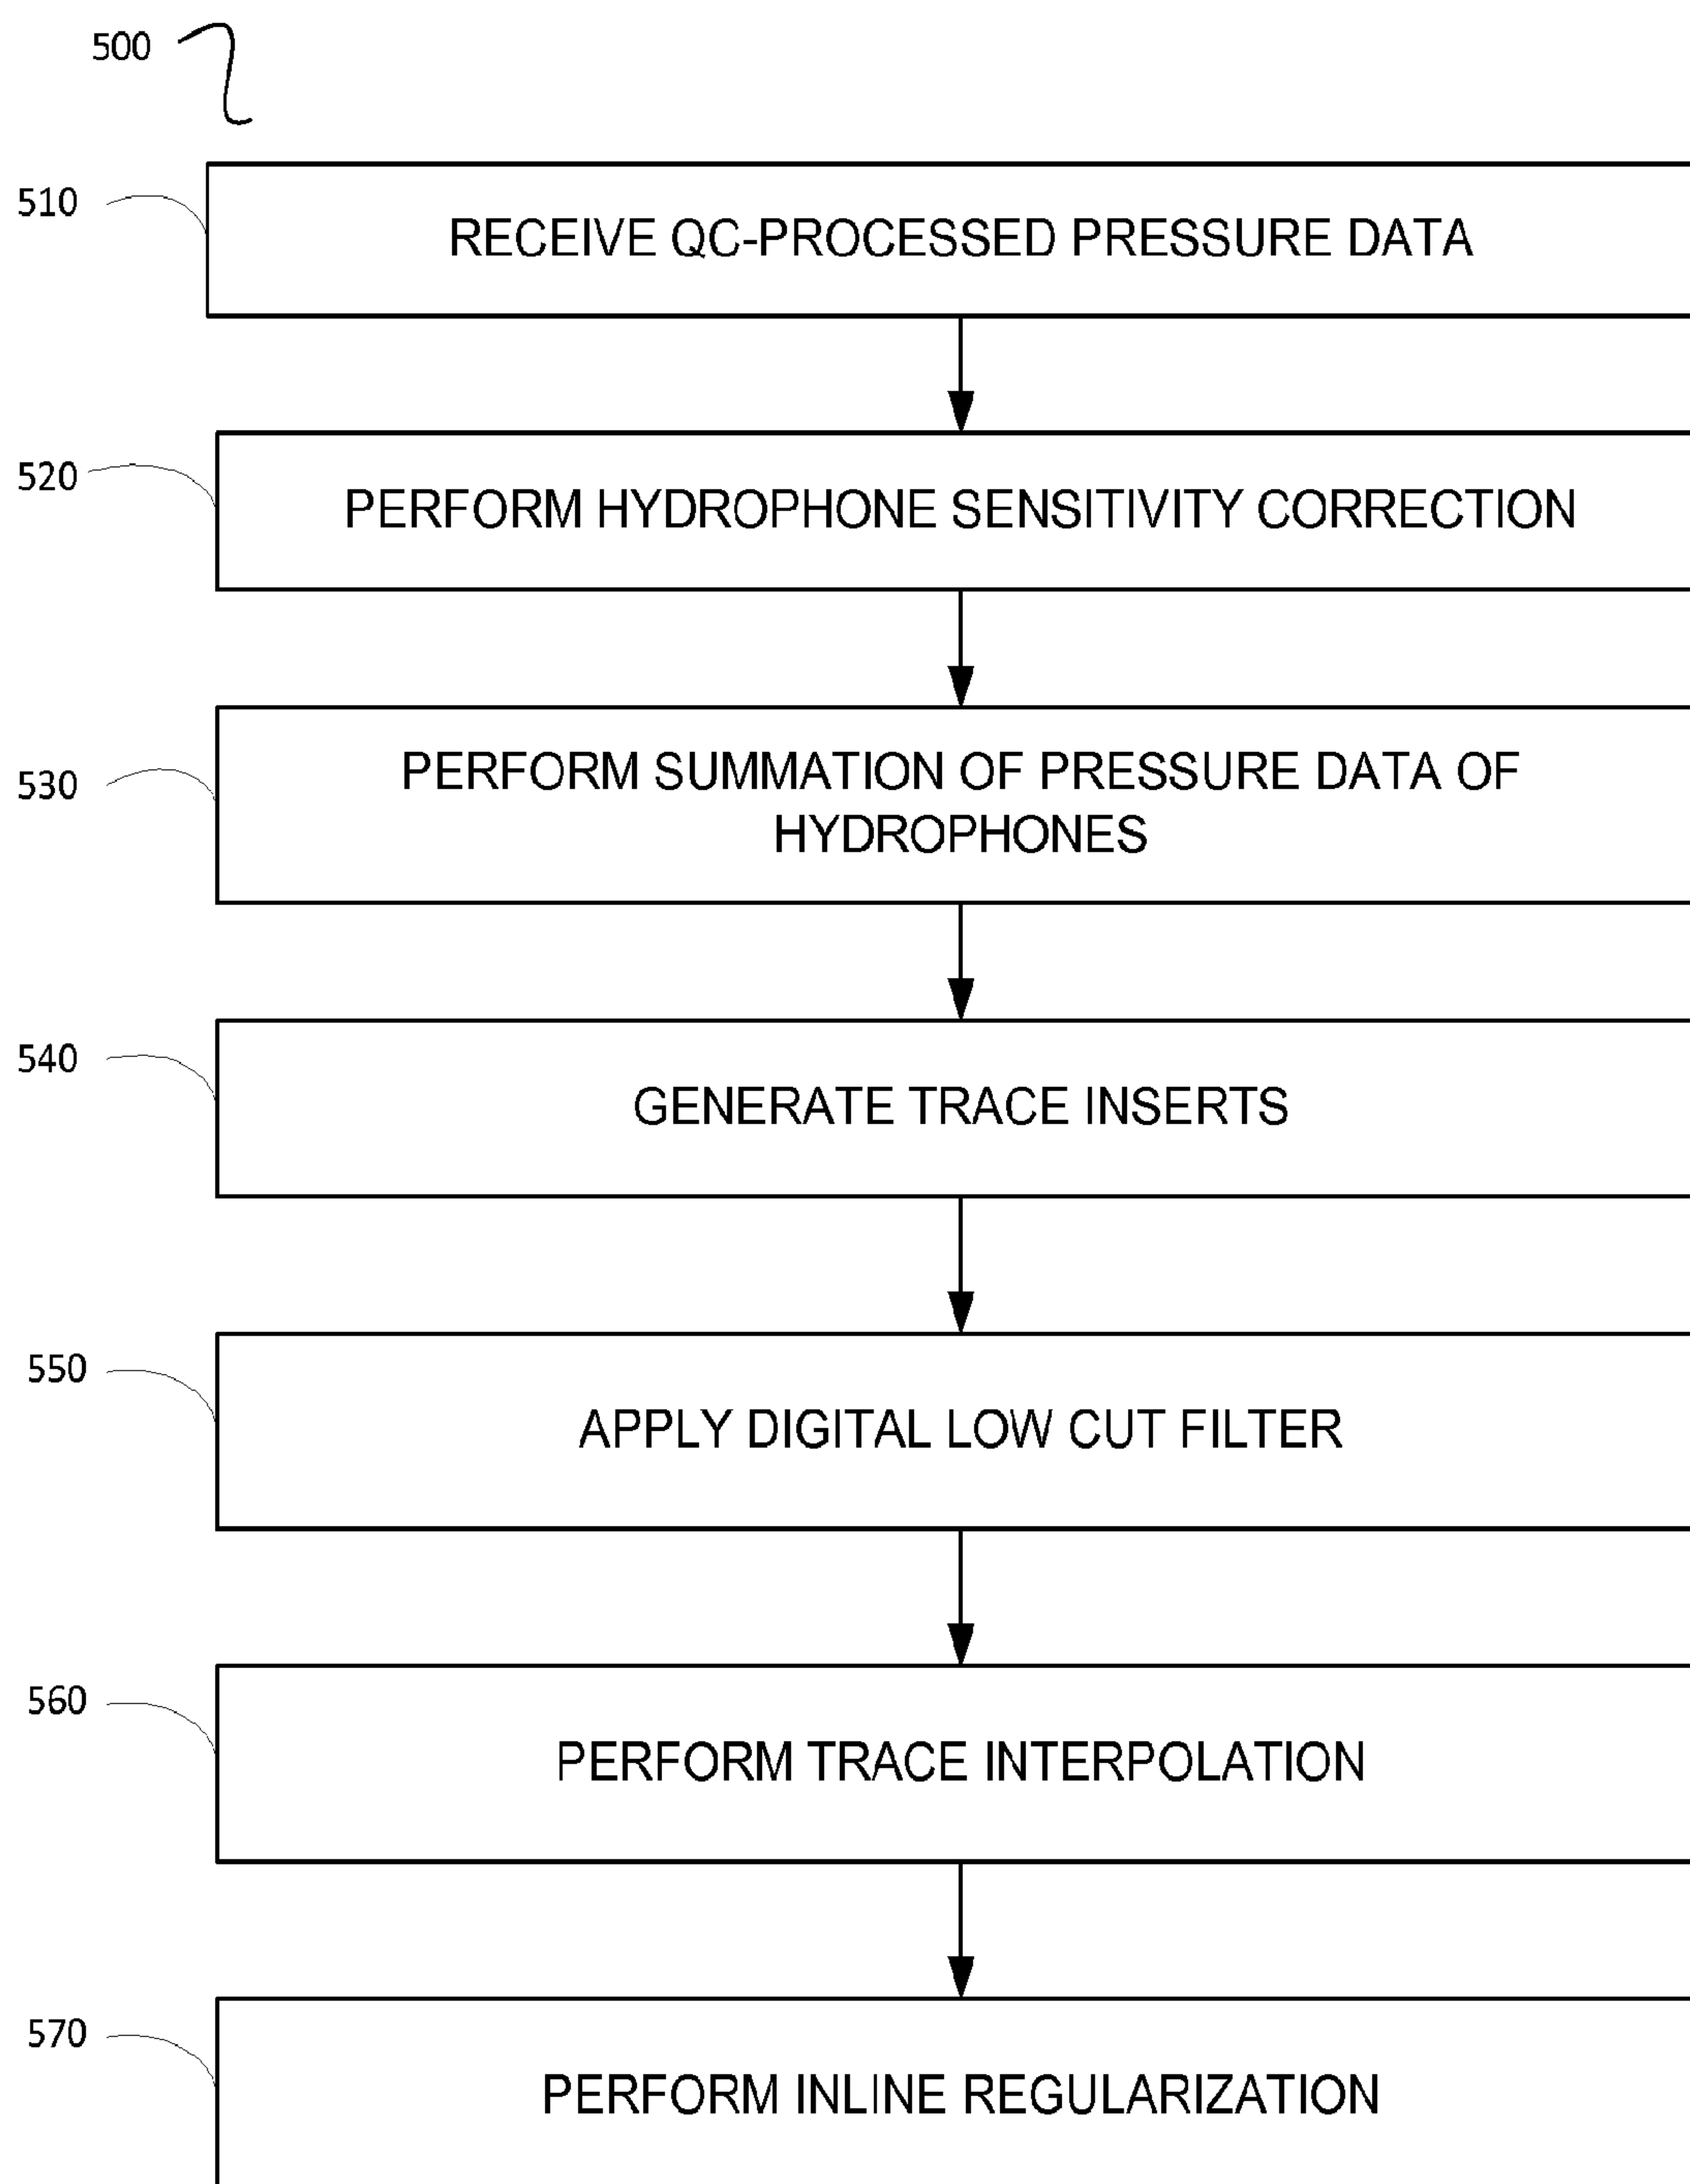 500
510
RECEIVE QC-PROCESSED PRESSURE DATA
520
PERFORM HYDROPHONE SENSITIVITY CORRECTION
530
PERFORM SUMMATION OF PRESSURE DATA OF
HYDROPHONES
540
GENERATE TRACE INSERTS
550
APPLY DIGITAL LOW CUT FILTER
560
PERFORM TRACE INTERPOLATION
570
PERFORM INLINE REGULARIZATION